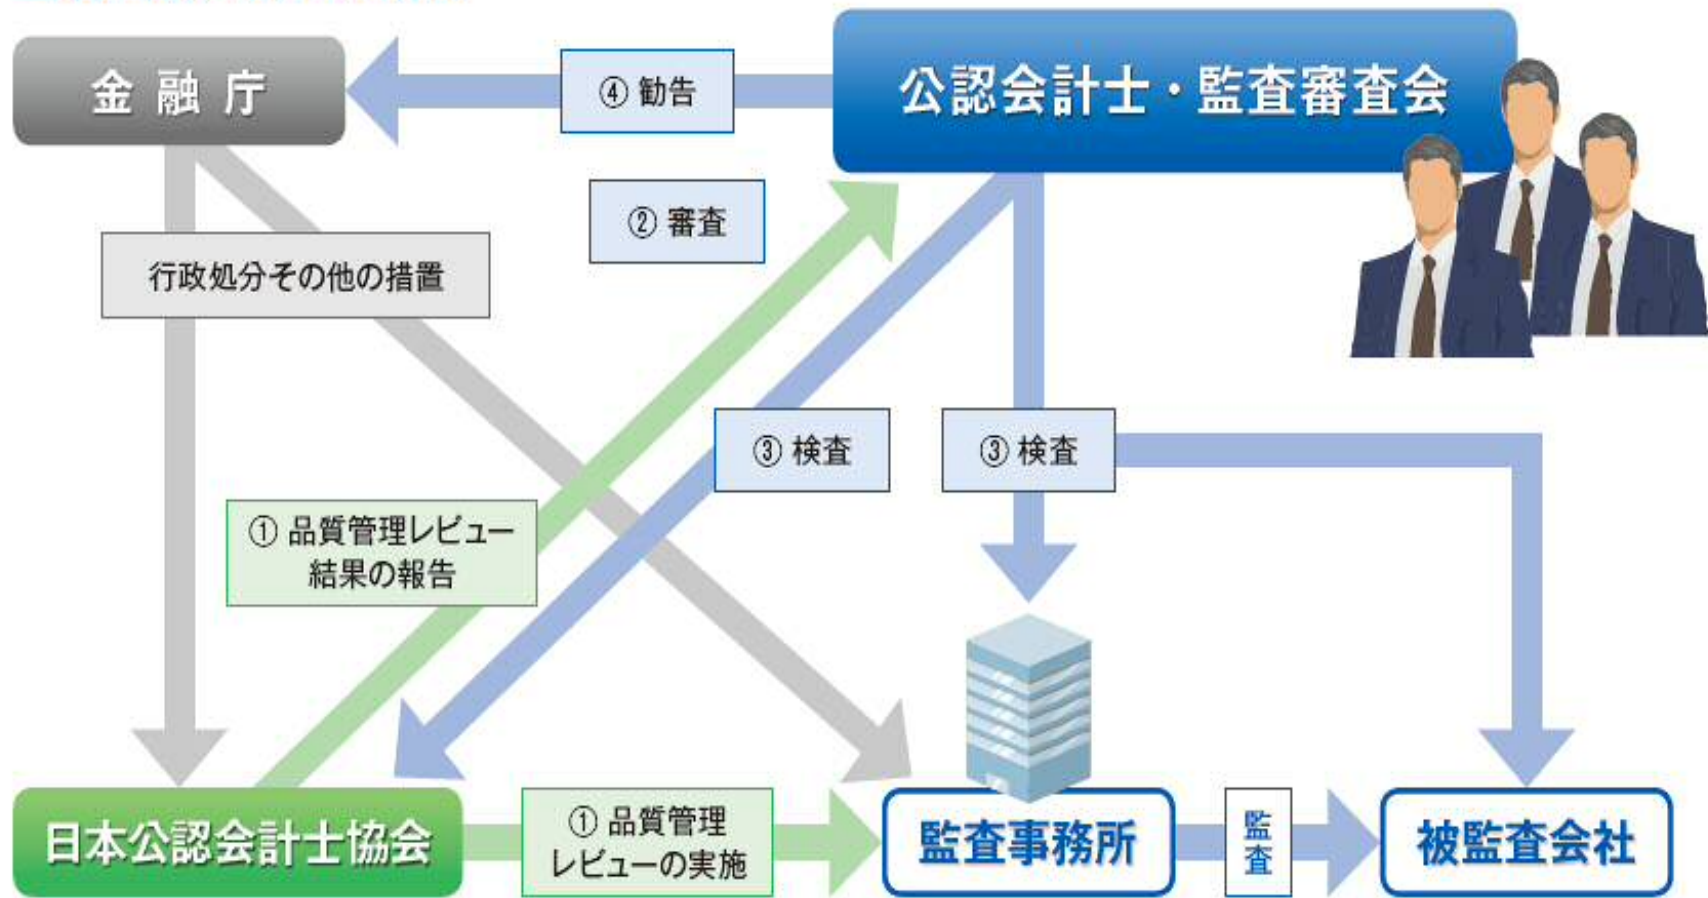 金融庁
④ 勧告
公認会計士・監査審査会
② 審査
行政処分その他の措置
③ 検査
③ 検査
① 品質管理レビュー
結果の報告
日本公認会計士協会
① 品質管理
レビューの実施
監査事務所
監査
被監査会社